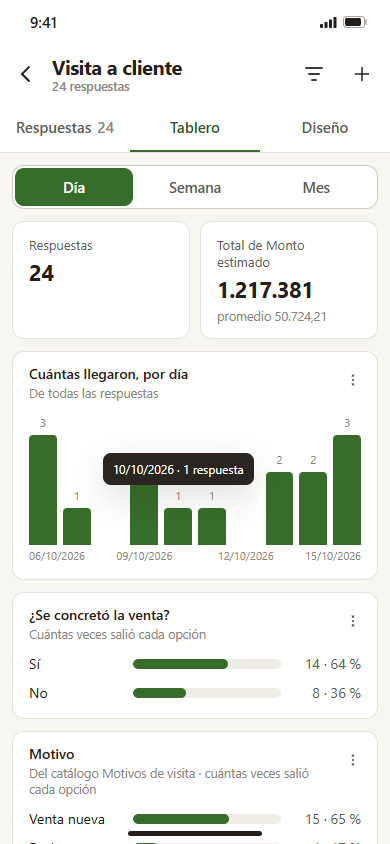 9:41
Visita a cliente
24 respuestas
Respuestas 24
Tablero
Diseño
Día
Semana
Mes
Respuestas
24
Total de Monto
estimado
1.217.381
promedio 50.724,21
Cuántas llegaron, por día
De todas las respuestas
3
1
10/10/2026 · 1 respuesta
1
1
2
2
3
06/10/2026
09/10/2026
12/10/2026
15/10/2026
¿Se concretó la venta?
Cuántas veces salió cada opción
Sí
14 · 64 %
No
8 · 36 %
Motivo
Del catálogo Motivos de visita · cuántas veces salió
cada opción
Venta nueva
15 · 65 %